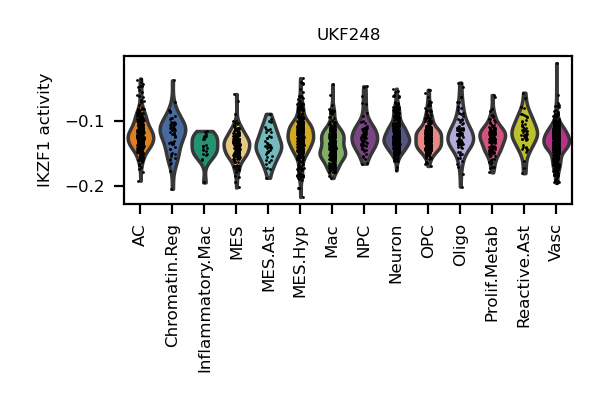 UKF248
IKZF1 activity
−0.1
−0.2
AC
Chromatin.Reg
Inflammatory.Mac
MES
MES.Ast
MES.Hyp
Mac
NPC
Neuron
OPC
Oligo
Prolif.Metab
Reactive.Ast
Vasc